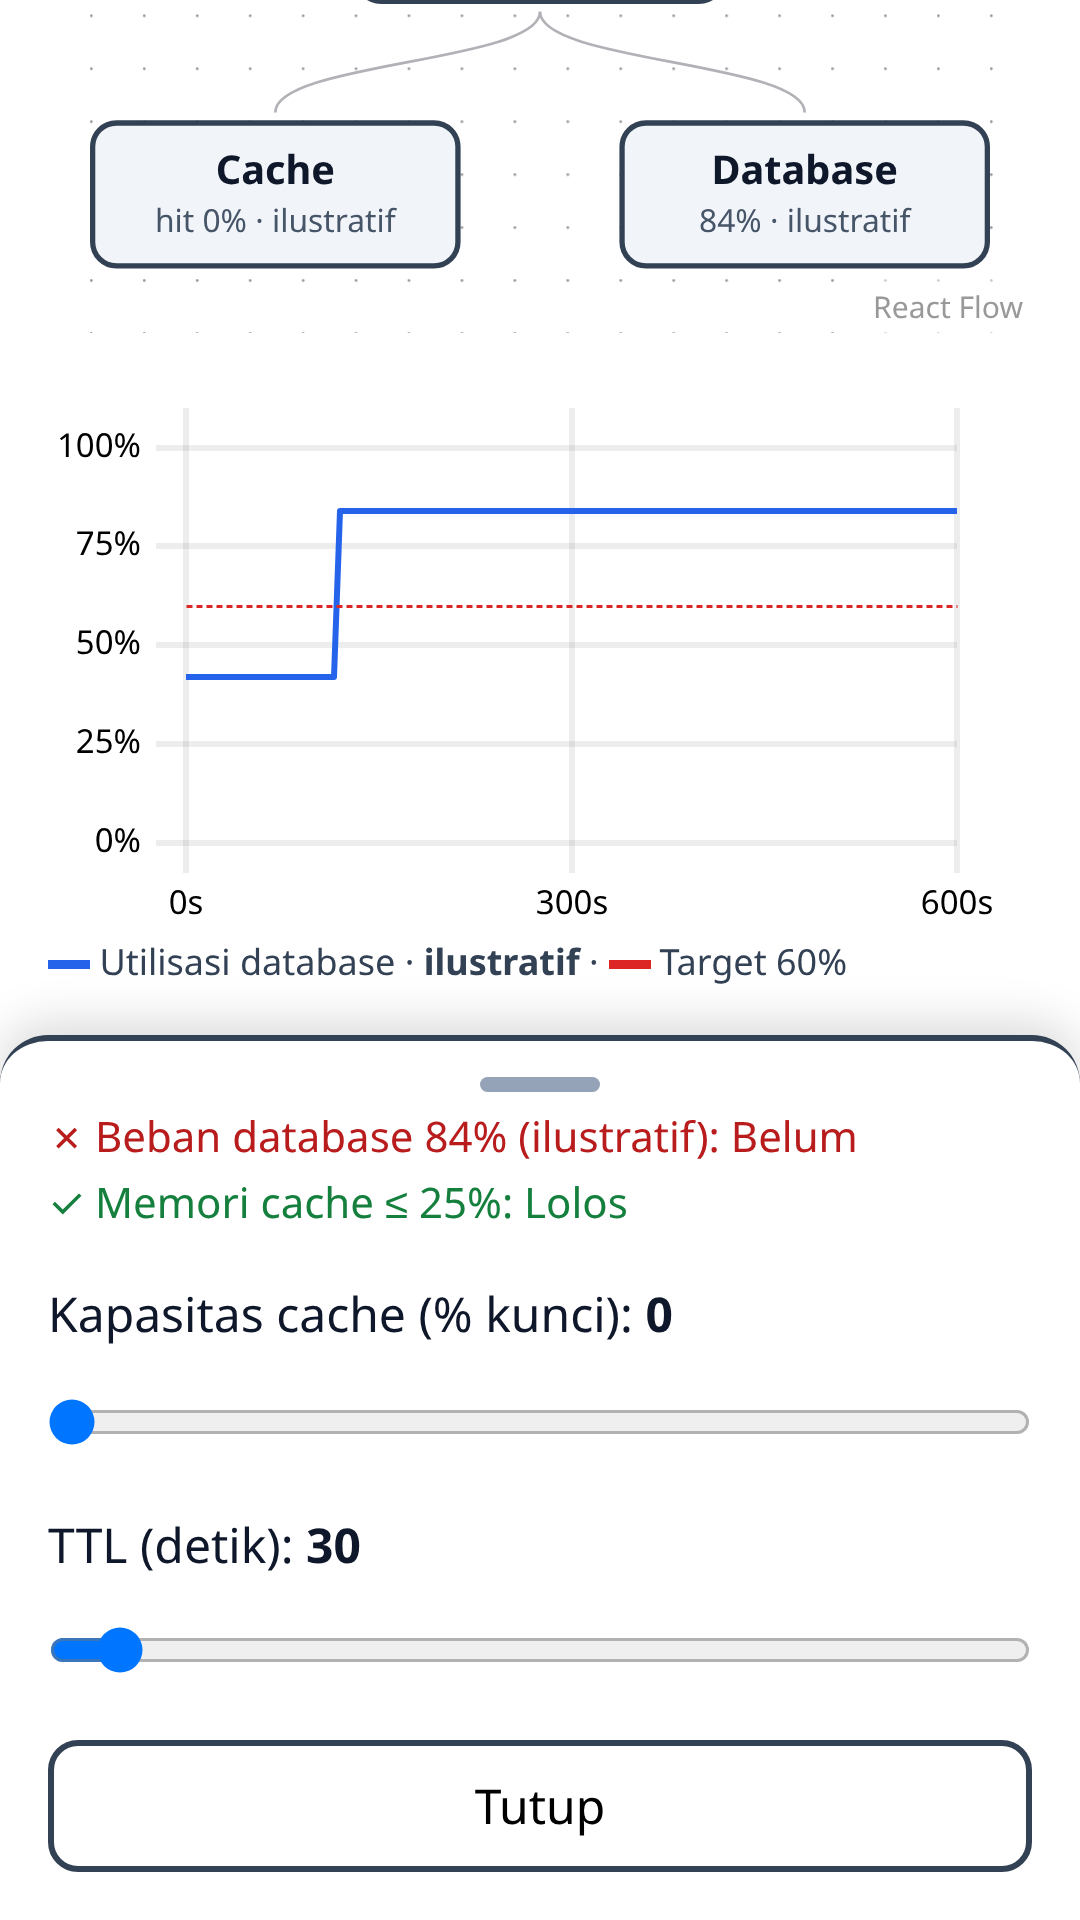 Cache
hit 0% · ilustratif
Database
84% · ilustratif
React Flow
100%
75%
50%
25%
0%
0s 300s 600s
Utilisasi database · ilustratif · Target 60%
× Beban database 84% (ilustratif): Belum
✓ Memori cache ≤ 25%: Lolos
Kapasitas cache (% kunci): 0
TTL (detik): 30
Tutup